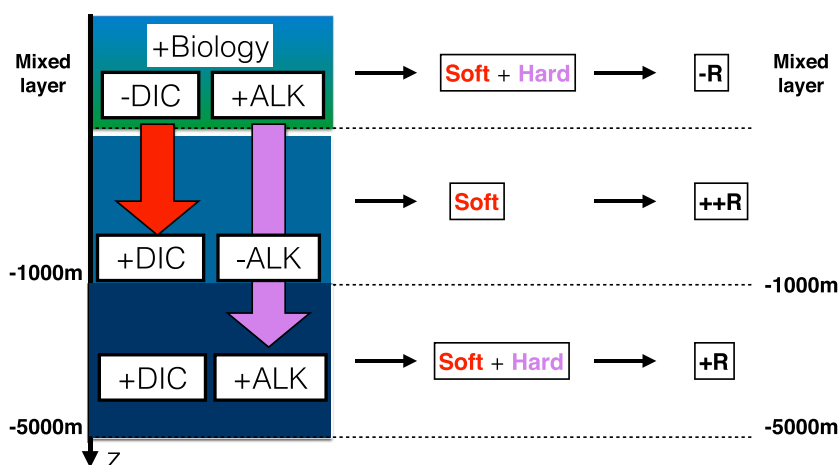 +Biology
Mixed
layer
-DIC
+ALK
Soft + Hard
-R
Mixed
layer
Soft
++R
+DIC
-ALK
-1000m
-1000m
+DIC
+ALK
Soft + Hard
+R
-5000m
-5000m
z